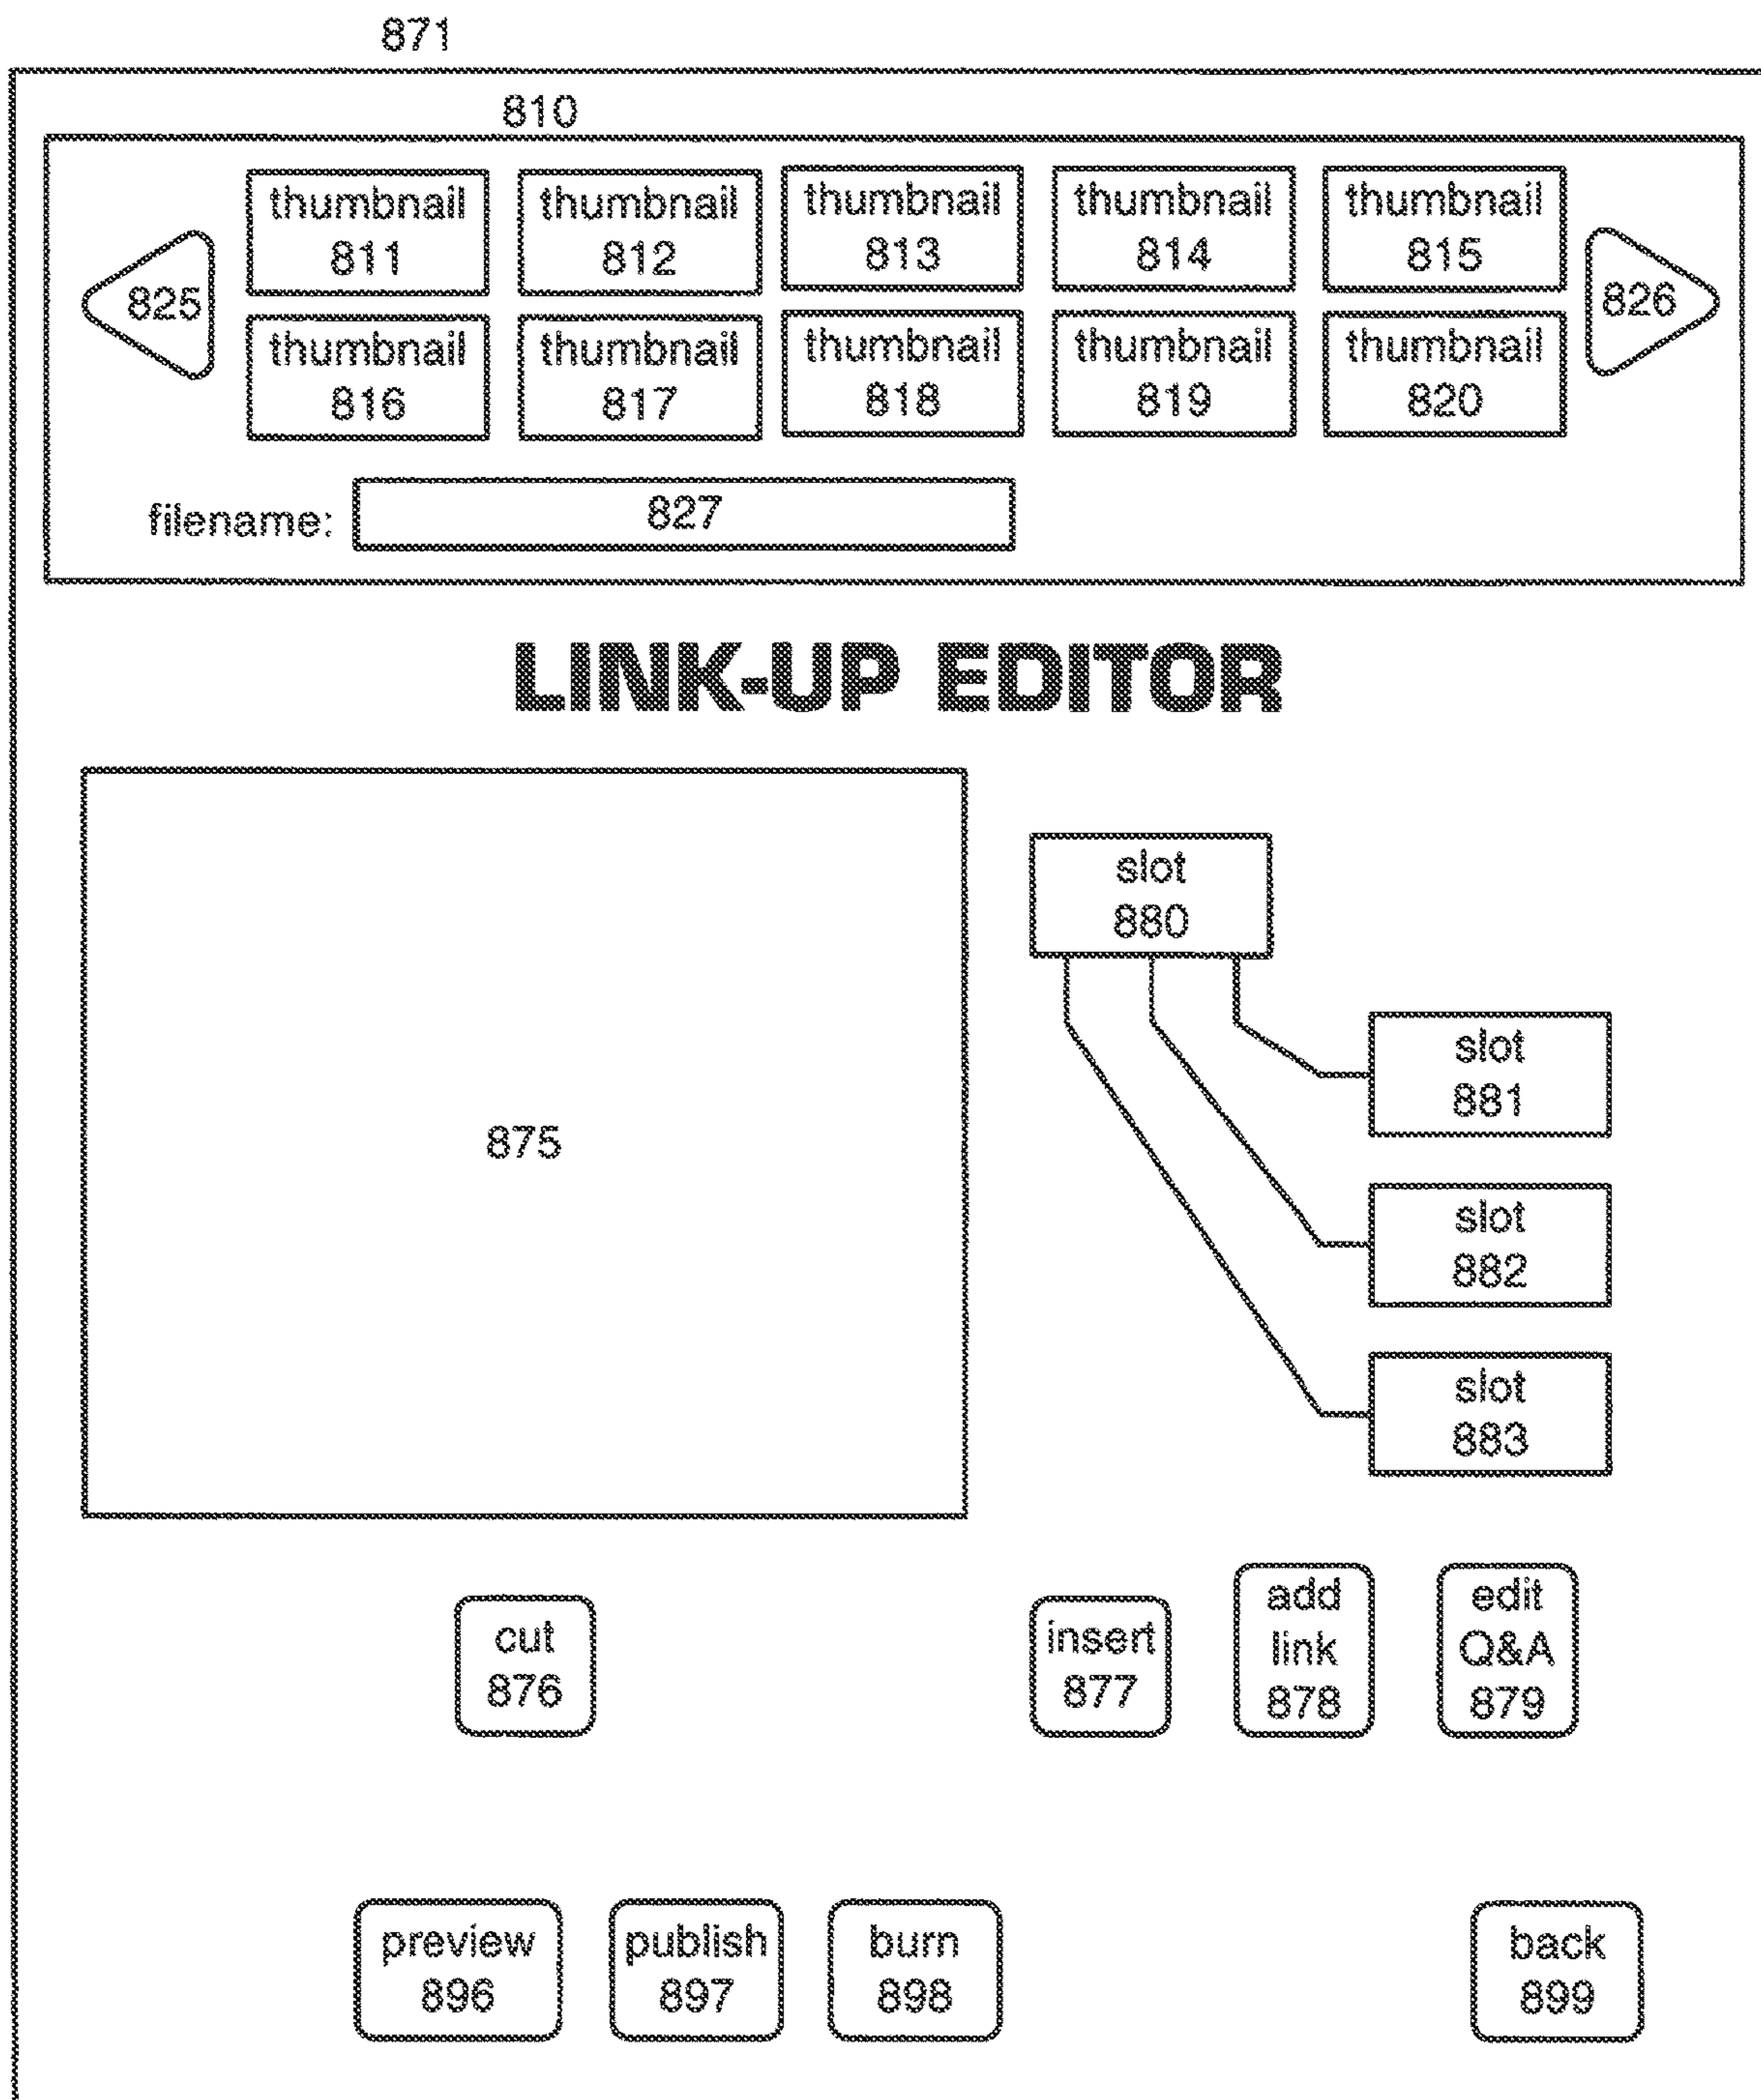 871
810
thumbnail
811
thumbnail
812
thumbnail
813
thumbnail
814
thumbnail
815
825
826
thumbnail
816
thumbnail
817
thumbnail
818
thumbnail
819
thumbnail
820
filename:
827
LINK-UP EDITOR
875
slot
880
slot
881
slot
882
slot
883
cut
876
insert
877
add
link
878
edit
Q&A
879
preview
896
publish
897
burn
898
back
899